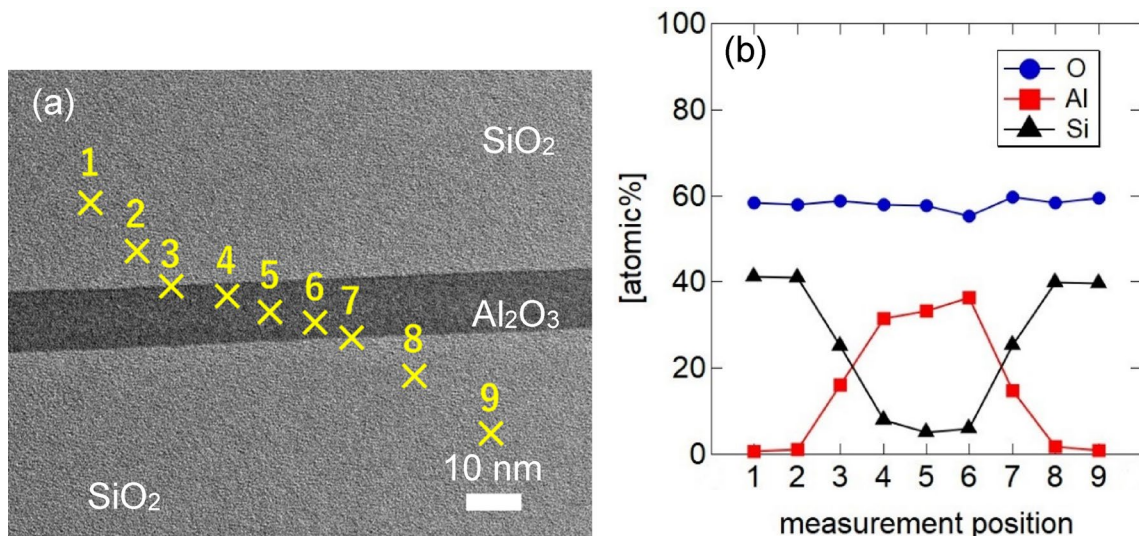 (a)
SiO2
1
2
3
4
5
6
7
Al2O3
8
9
10 nm
SiO2
(b)
O
Al
Si
[atomic%]
100
80
60
40
20
0
1 2 3 4 5 6 7 8 9
measurement position